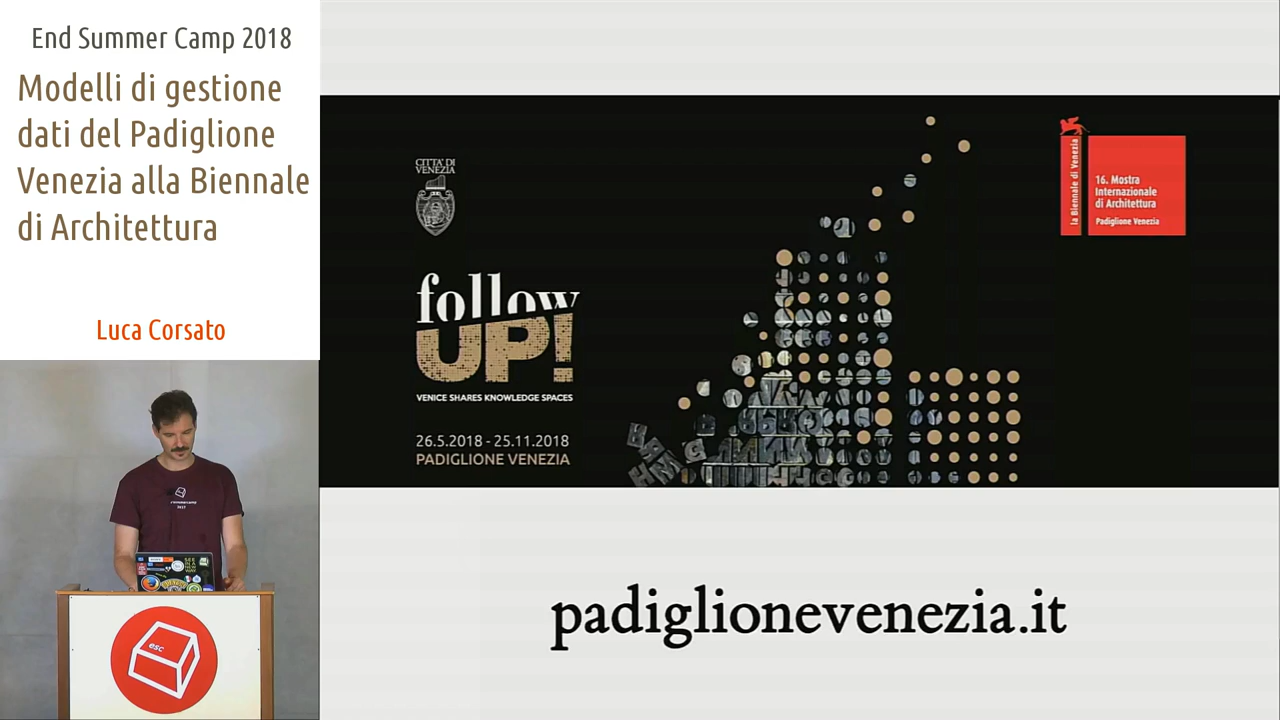 End Summer Camp 2018
Modelli di gestione
dati del Padiglione
Venezia alla Biennale
di Architettura
Luca Corsato
esc
CITTA' DI
VENEZIA
follow
UP!
VENICE SHARES KNOWLEDGE SPACES
26.5.2018 - 25.11.2018
PADIGLIONE VENEZIA
la Biennale di Venezia
16. Mostra
Internazionale
di Architettura
Padiglione Venezia
padiglionevenezia.it